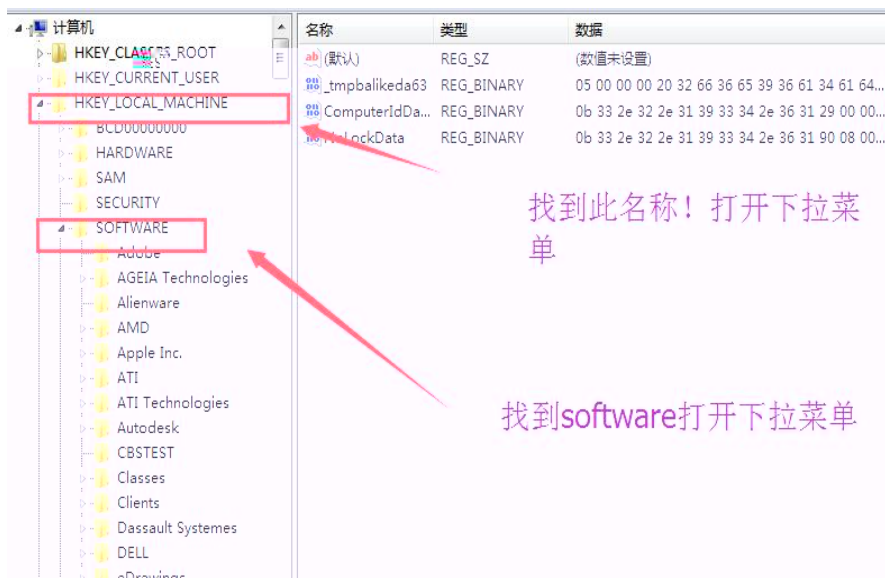 计算机
名称 类型 数据
HKEY_CLASSES_ROOT
(默认) REG_SZ (数值未设置)
HKEY_CURRENT_USER
_tmpbalikeda63 REG_BINARY 05 00 00 00 20 32 66 36 65 39 36 61 34 61 64...
HKEY_LOCAL_MACHINE
ComputerIdDa... REG_BINARY 0b 33 2e 32 2e 31 39 33 34 2e 36 31 29 00 00...
BCD00000000
REG_BINARY 0b 33 2e 32 2e 31 39 33 34 2e 36 31 90 08 00...
HARDWARE
SAM
SECURITY
找到此名称！打开下拉菜
单
SOFTWARE
Adobe
AGEIA Technologies
Alienware
AMD
Apple Inc.
ATI
ATI Technologies
找到software打开下拉菜单
Autodesk
CBSTEST
Classes
Clients
Dassault Systemes
DELL
eDrawings